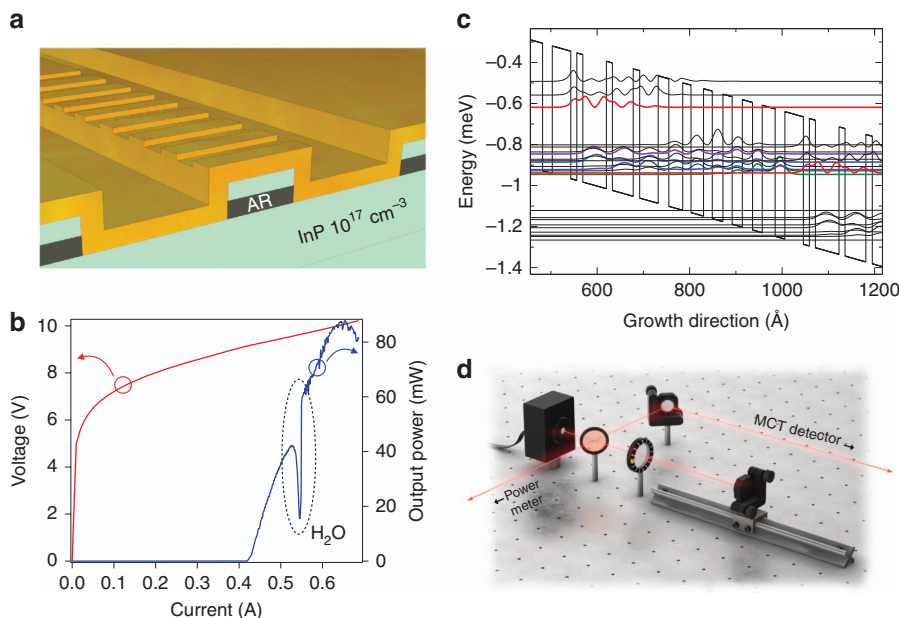 a
AR
InP 10¹⁷ cm⁻³
b
10
8
6
4
2
0
Voltage (V)
80
60
40
20
0
Output power (mW)
H₂O
0.0 0.1 0.2 0.3 0.4 0.5 0.6
Current (A)
c
−0.4
−0.6
−0.8
−1
−1.2
−1.4
Energy (meV)
600 800 1000 1200
Growth direction (Å)
d
MCT detector →
← Power
meter